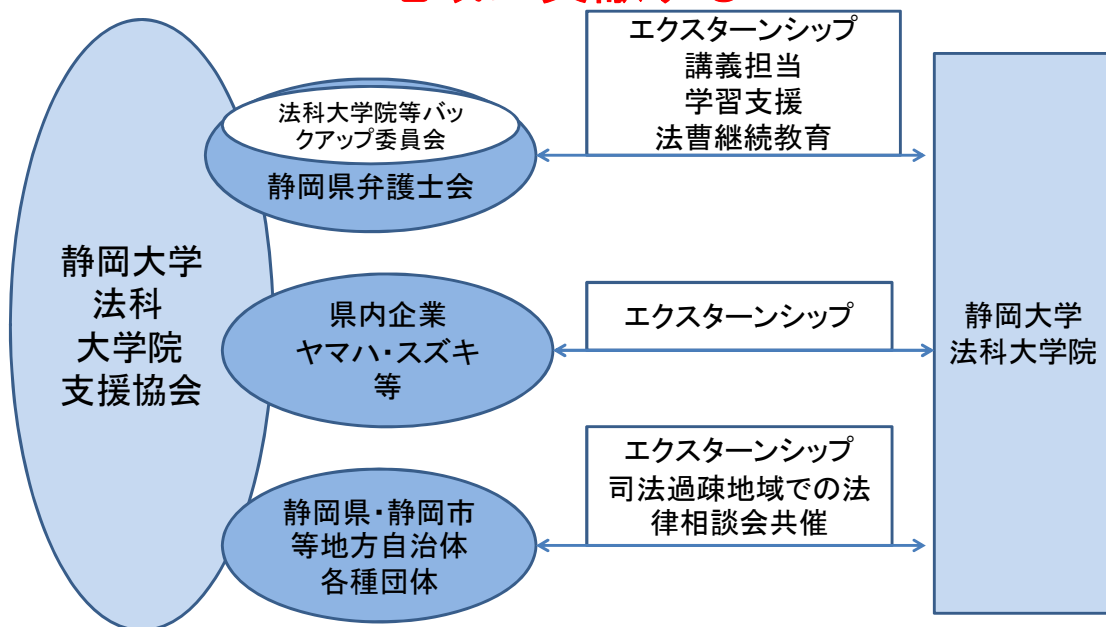 エクスターンシップ
講義担当
学習支援
法曹継続教育
法科大学院等バッ
クアップ委員会
静岡県弁護士会
静岡大学
法科
大学院
支援協会
県内企業
ヤマハ・スズキ
等
エクスターンシップ
静岡大学
法科大学院
エクスターンシップ
司法過疎地域での法
律相談会共催
静岡県・静岡市
等地方自治体
各種団体